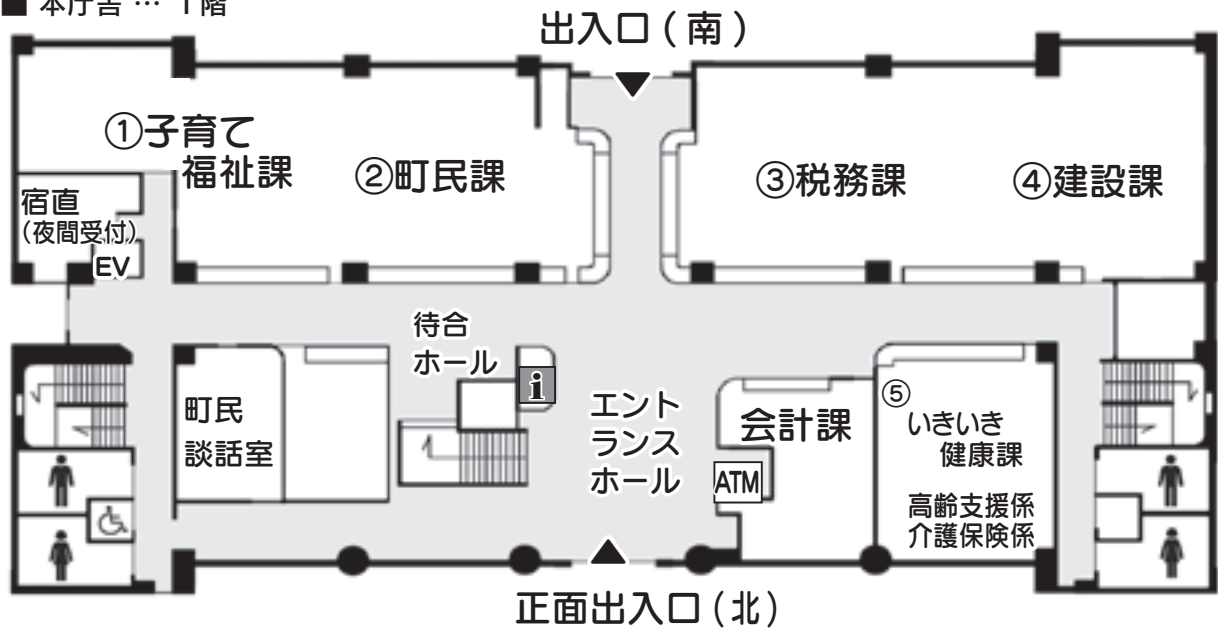 ■ 本庁舎 … 1階
出入口(南)
①子育て
福祉課
②町民課
③税務課
④建設課
宿直
(夜間受付)
EV
待合
ホール
i
町民
談話室
エント
ランス
ホール
会計課
ATM
⑤
いきいき
健康課
高齢支援係
介護保険係
正面出入口(北)